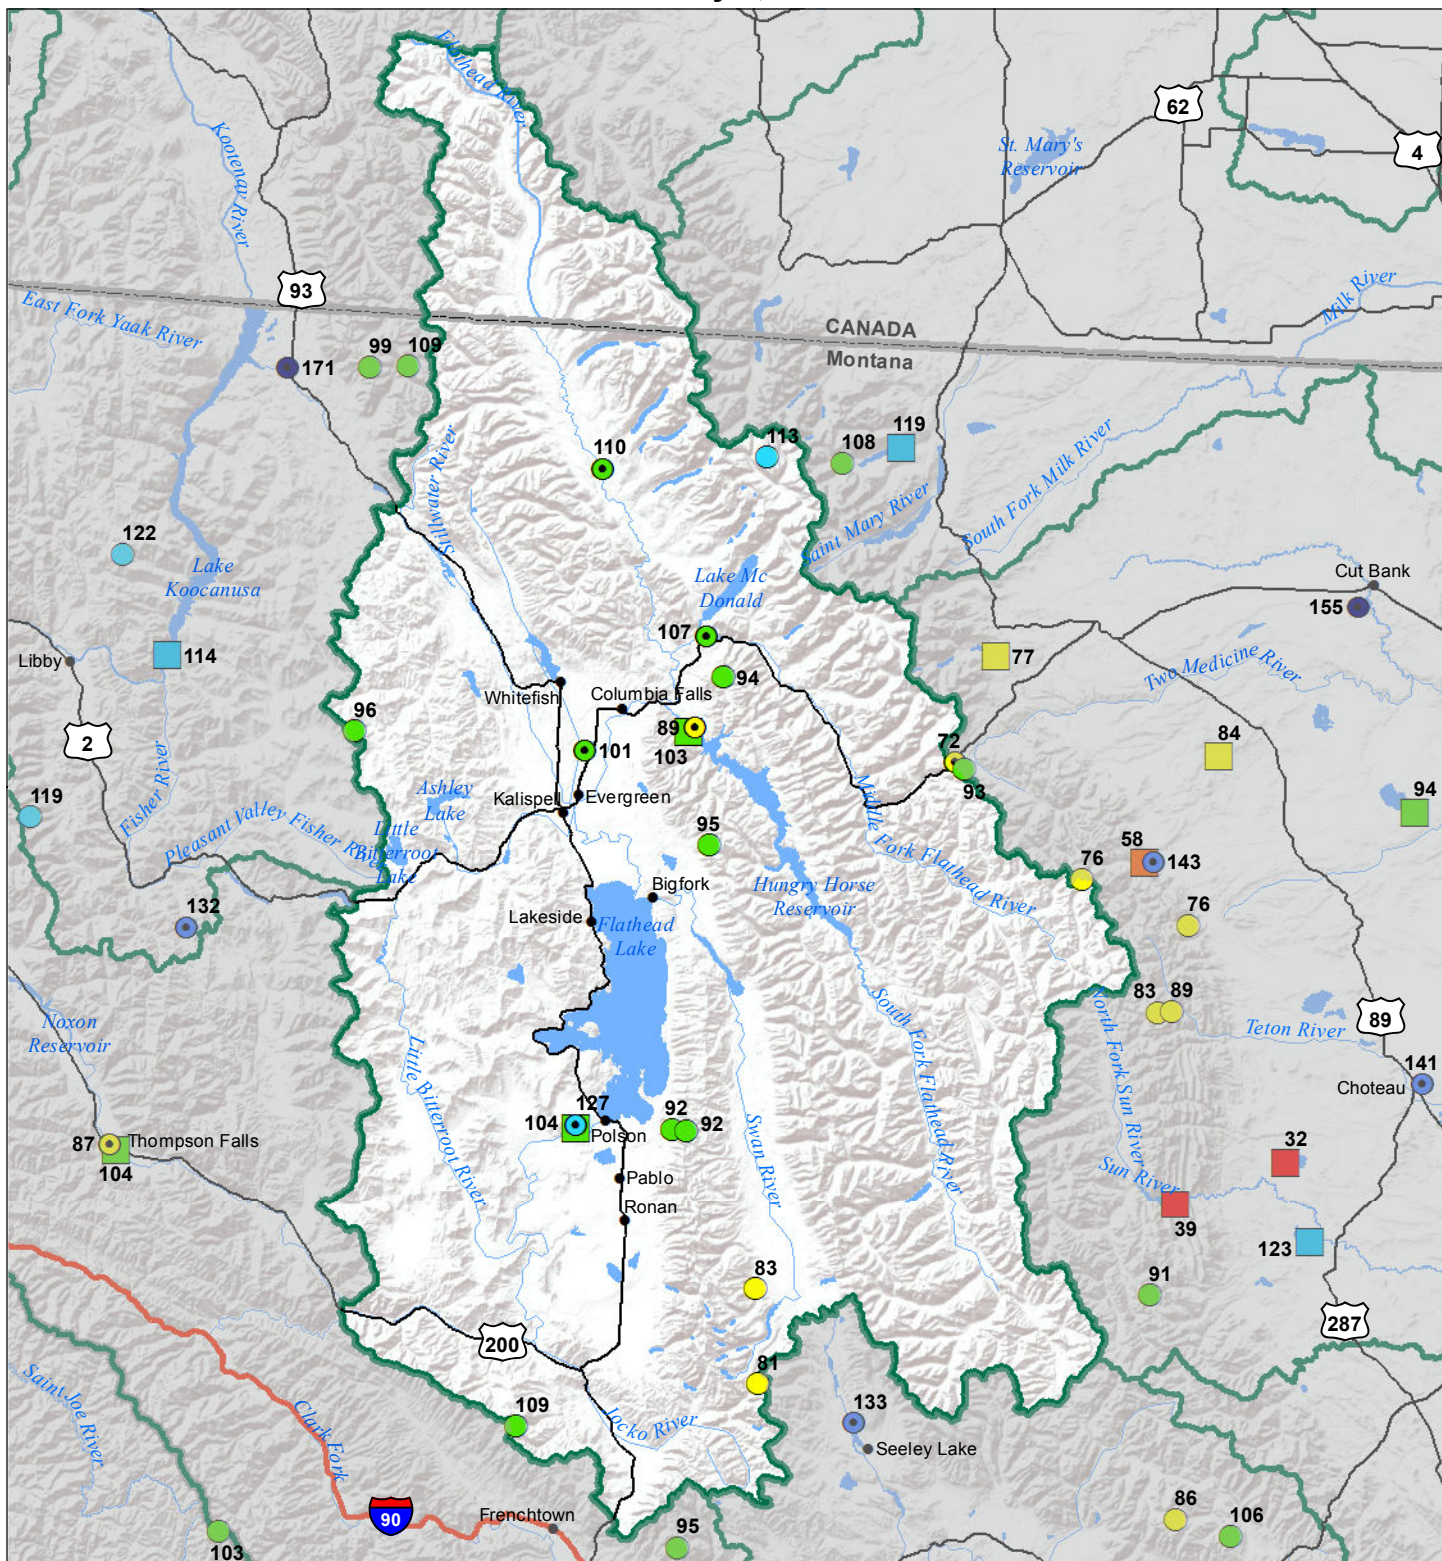 Flathead River
62
4
St. Mary's
Reservoir
Kootenay River
93
East Fork Yaak River
Milk River
CANADA
Montana
99
109
171
113
119
108
110
Stillwater River
Saint Mary River
South Fork Milk River
122
Lake
Koocanusa
Lake Mc
Donald
Cut Bank
155
107
114
Libby
77
Two Medicine River
94
Whitefish
Columbia Falls
96
2
89
103
101
72
93
84
Fisher River
119
Ashley
Lake
Kalispell
Evergreen
94
Pleasant Valley Fisher River
Little
Bitterroot
Lake
95
Middle Fork Flathead River
58
143
76
Bigfork
Hungry Horse
Reservoir
132
Lakeside
Flathead
Lake
76
83
89
Noxon
Reservoir
North Fork Sun River
Teton River
89
Little Bitterroot River
South Fork Flathead River
141
Choteau
127
104
Polson
92
92
Swan River
87
Thompson Falls
104
32
Pablo
Sun River
Ronan
39
123
83
91
200
287
81
Saint Joe River
Clark Fork
109
Jocko River
133
Seeley Lake
90
Frenchtown
86
106
103
95